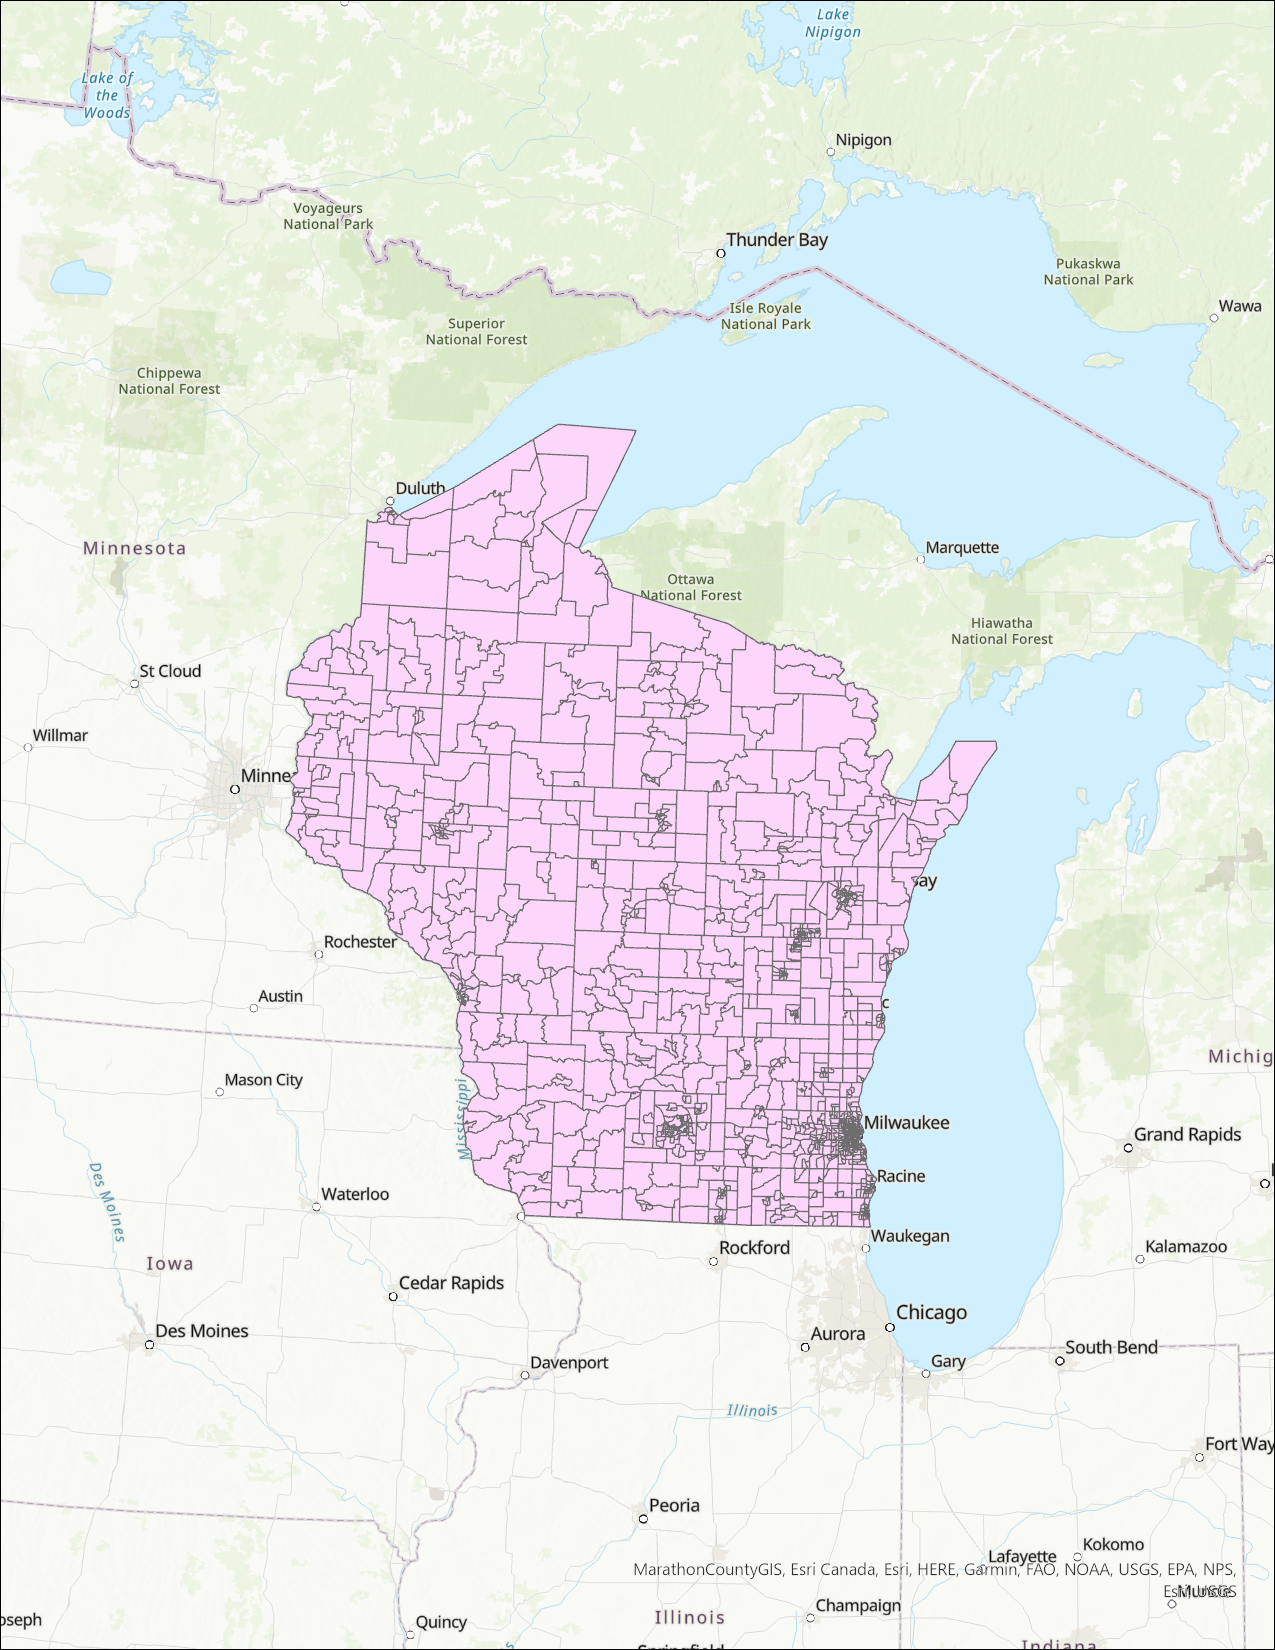 Lake
Nipigon
Lake of
the
Woods
Nipigon
Voyageurs
National Park
Thunder Bay
Pukaskwa
National Park
Isle Royale
National Park
Wawa
Superior
National Forest
Chippewa
National Forest
Duluth
Minnesota
Marquette
Ottawa
National Forest
Hiawatha
National Forest
St Cloud
Willmar
Minne
ay
Rochester
Austin
c
Michig
Mason City
Mississippi
Milwaukee
Grand Rapids
Racine
Des Moines
Waterloo
Waukegan
Rockford
Kalamazoo
Iowa
Cedar Rapids
Chicago
Des Moines
Aurora
South Bend
Davenport
Gary
Illinois
Fort Way
Peoria
Kokomo
Lafayette
MarathonCountyGIS, Esri Canada, Esri, HERE, Garmin, FAO, NOAA, USGS, EPA, NPS,
Esri, USGS
Champaign
oseph
Quincy
Illinois
Springfield
Indiana